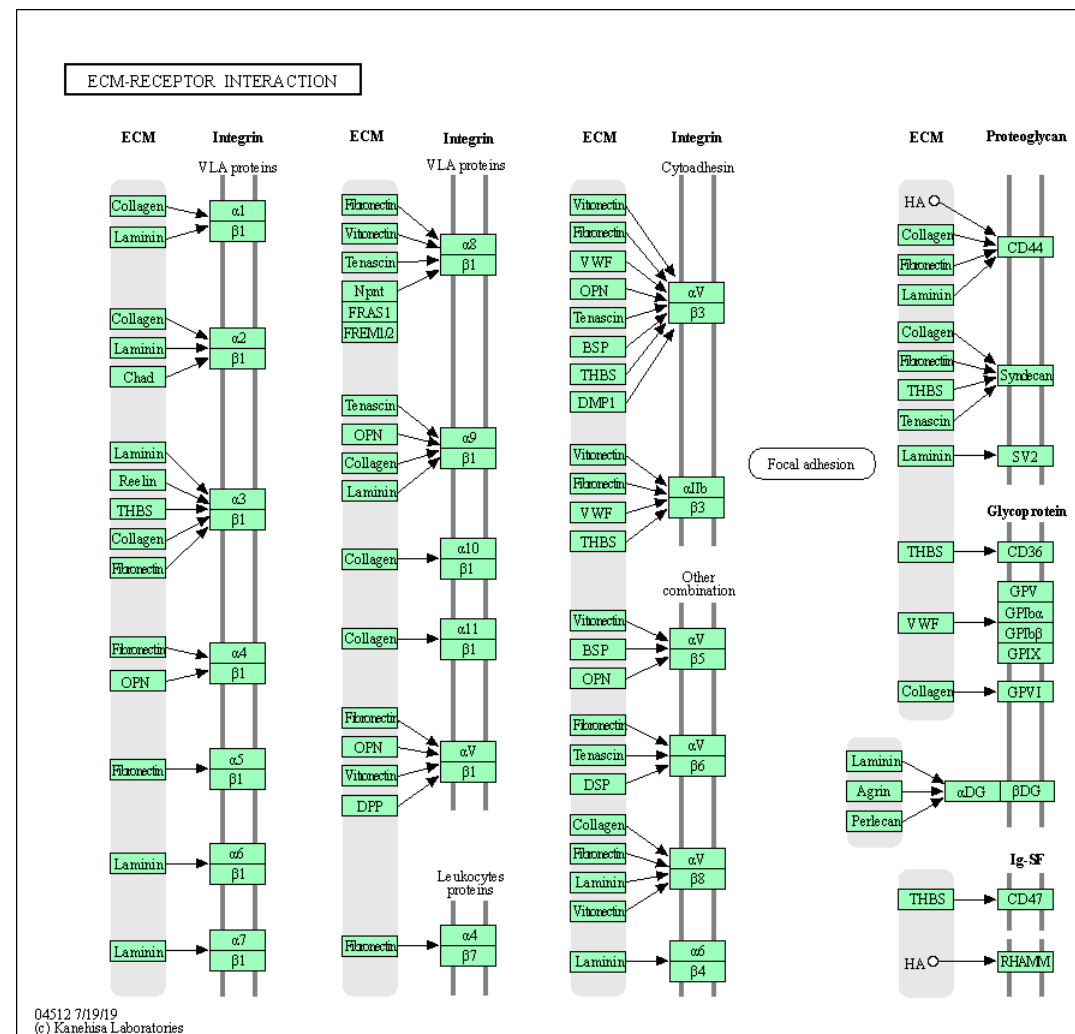 ECM-RECEPTOR INTERACTION
ECM
Integrin
VLA proteins
Collagen
Laminin
α1
β1
Collagen
Laminin
Chad
α2
β1
Laminin
Reelin
THBS
Collagen
Fibronectin
α3
β1
Fibronectin
OPN
α4
β1
Fibronectin
α5
β1
Laminin
α6
β1
Laminin
α7
β1
ECM
Integrin
VLA proteins
Fibronectin
Vitronectin
Tenascin
Npnt
FRAS1
FREM1/2
α8
β1
Tenascin
OPN
Collagen
Laminin
α9
β1
Collagen
α10
β1
Collagen
α11
β1
Fibronectin
OPN
Vitronectin
DPP
αV
β1
Leukocytes
proteins
Fibronectin
α4
β7
ECM
Integrin
Cytoadhesin
Vitronectin
Fibronectin
VWF
OPN
Tenascin
BSP
THBS
DMP1
αV
β3
Vitronectin
Fibronectin
VWF
THBS
αIIb
β3
Other
combination
Vitronectin
BSP
OPN
αV
β5
Fibronectin
Tenascin
DSP
αV
β6
Collagen
Fibronectin
Laminin
Vitronectin
αV
β8
Laminin
α6
β4
Focal adhesion
ECM
Proteoglycan
HA
Collagen
Fibronectin
Laminin
CD44
Collagen
Fibronectin
THBS
Tenascin
Syndecan
Laminin
SV2
Glycoprotein
THBS
CD36
VWF
GPV
GPIbα
GPIbβ
GPIX
Collagen
GPVI
Laminin
Agrin
Perlecan
αDG
βDG
Ig-SF
THBS
CD47
HA
RHAMM
04512 7/19/19
(c) Kanehisa Laboratories